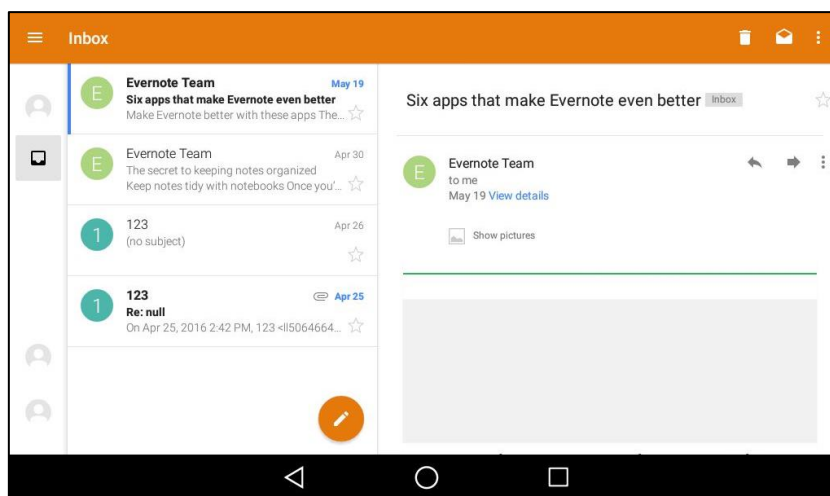 Inbox
E
Evernote Team May 19
Six apps that make Evernote even better
Make Evernote better with these apps The...
E
Evernote Team Apr 30
The secret to keeping notes organized
Keep notes tidy with notebooks Once you'...
1
123 Apr 26
(no subject)
1
123 Apr 25
Re: null
On Apr 25, 2016 2:42 PM, 123 <ll5064664...
Six apps that make Evernote even better Inbox
E
Evernote Team
to me
May 19 View details
Show pictures